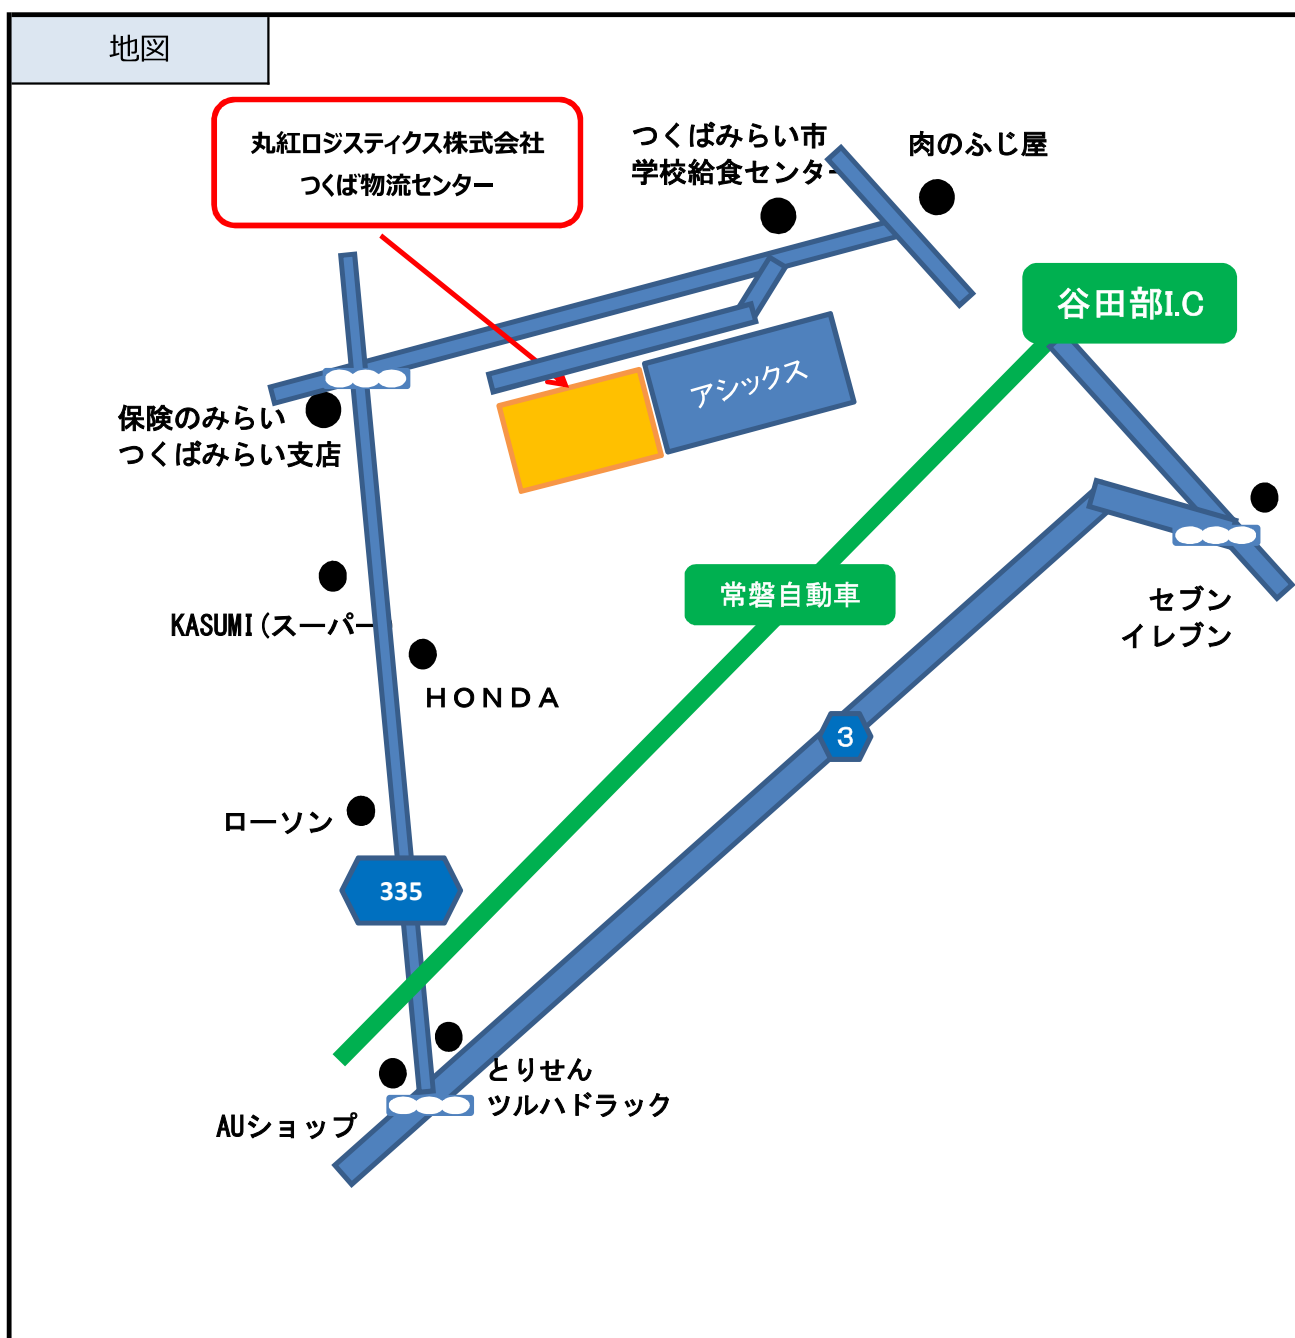 地図
丸紅ロジスティクス株式会社
つくば物流センター
つくばみらい市
学校給食センター
肉のふじ屋
谷田部I.C
アシックス
保険のみらい
つくばみらい支店
常磐自動車
セブン
イレブン
KASUMI(スーパー
HONDA
3
ローソン
335
とりせん
ツルハドラック
AUショップ